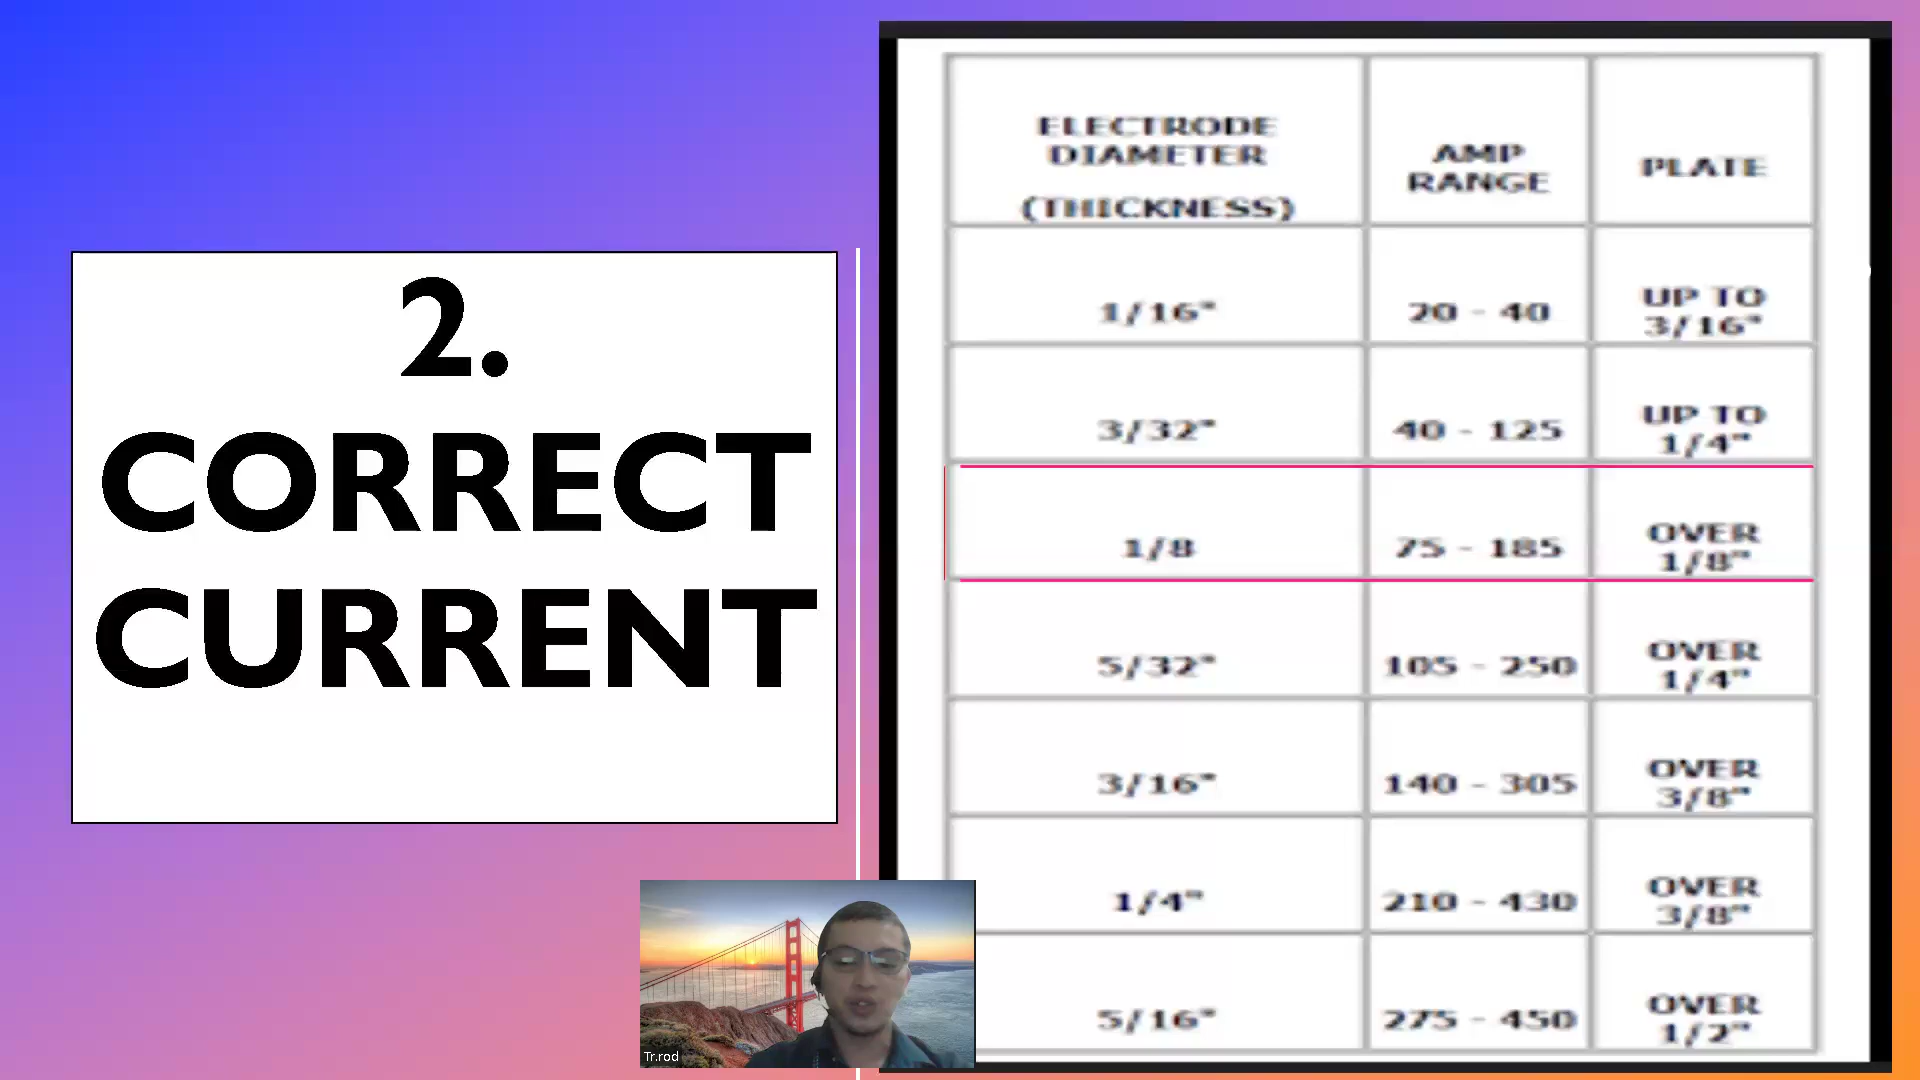 2.
CORRECT
CURRENT
ELECTRODE
DIAMETER
(THICKNESS)
AMP
RANGE
PLATE
1/16"
20 - 40
UP TO
3/16"
3/32"
40 - 125
UP TO
1/4"
1/8
75 - 185
OVER
1/8"
5/32"
105 - 250
OVER
1/4"
3/16"
140 - 305
OVER
3/8"
1/4"
210 - 430
OVER
3/8"
5/16"
275 - 450
OVER
1/2"
Tr.rod